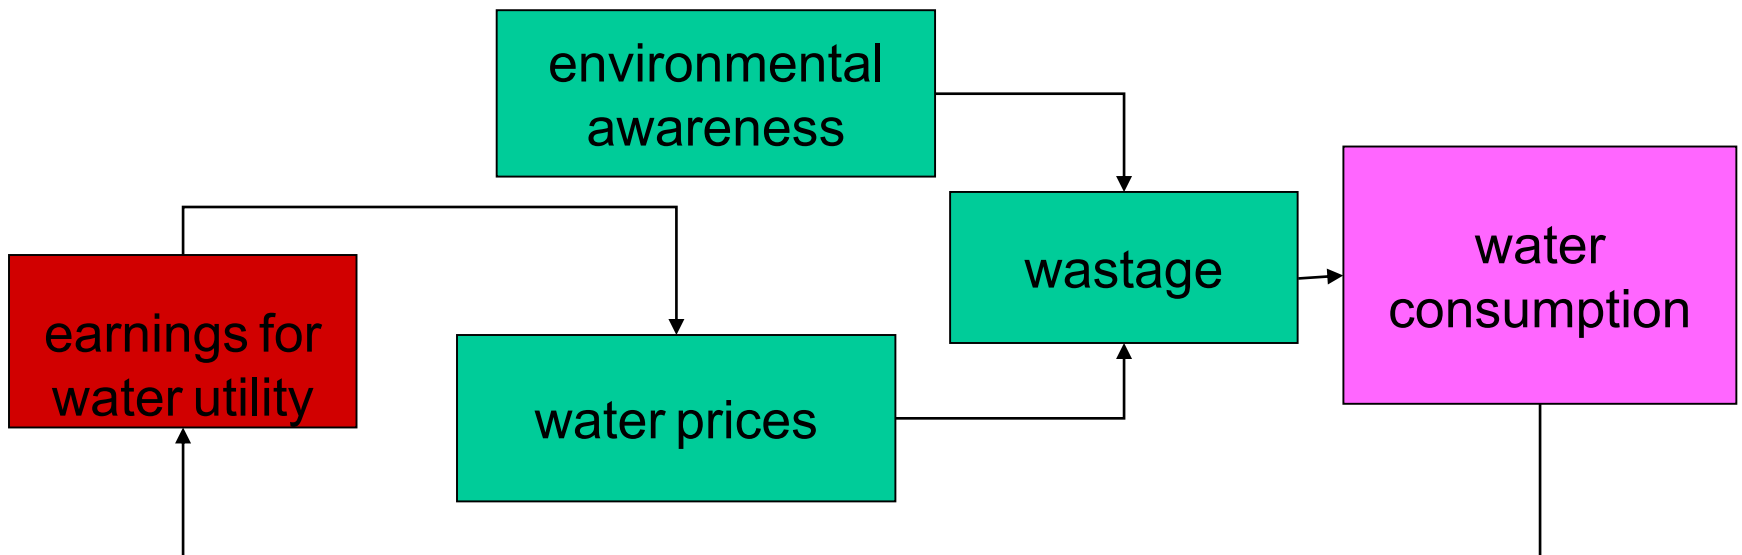 environmental
awareness
wastage
water
consumption
earnings for
water utility
water prices